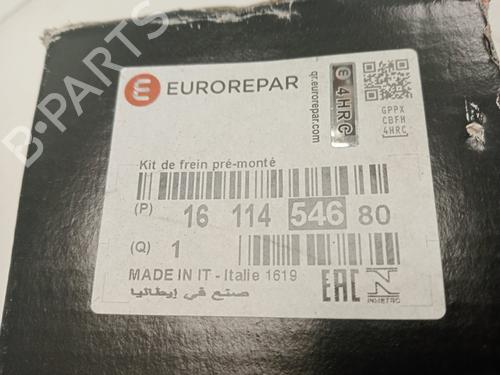 EUROREPAR
qr.eurorepar.com
4HRC
GPPX
CBFH
4HRC
Kit de frein pré-monté
(P) 16 114 546 80
(Q) 1
MADE IN IT - Italie 1619
صنع في إيطاليا
EAC
INMETRO
B-PARTS